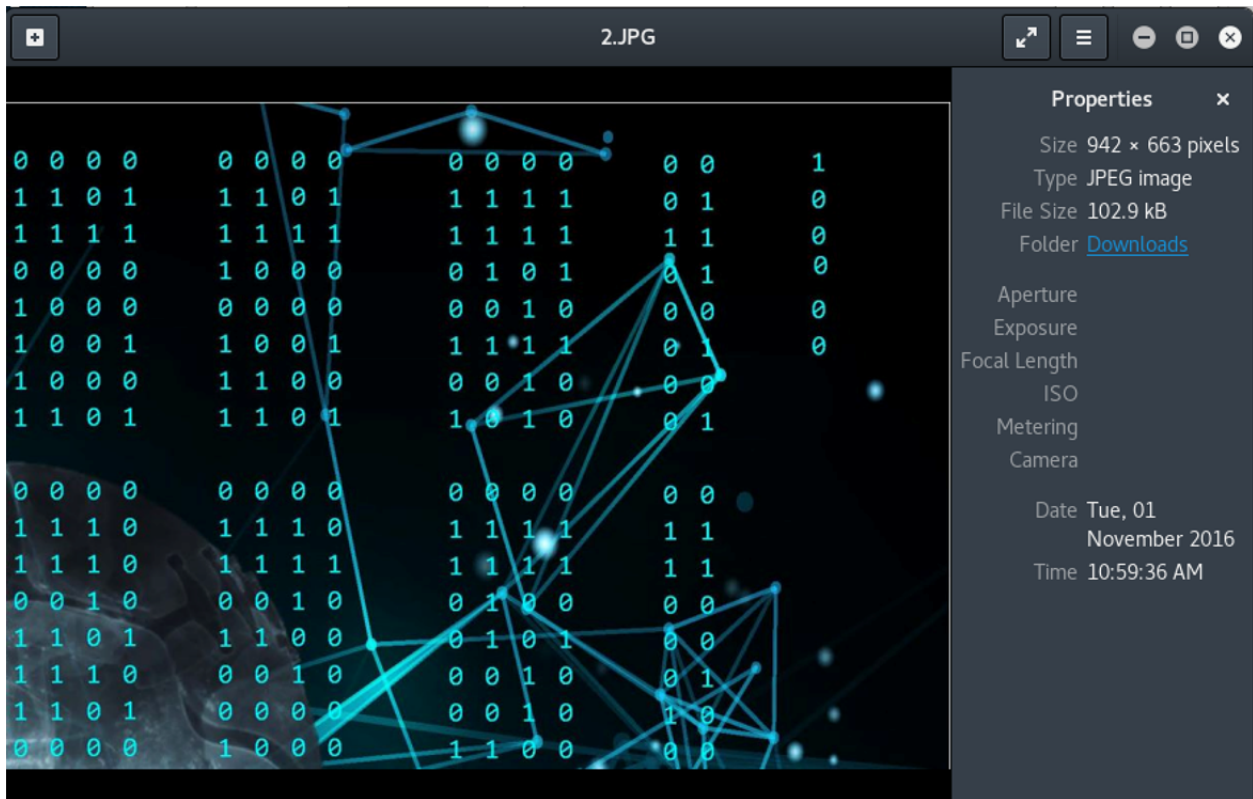 2.JPG
Properties
Size 942 × 663 pixels
Type JPEG image
File Size 102.9 kB
Folder Downloads
Aperture
Exposure
Focal Length
ISO
Metering
Camera
Date Tue, 01
November 2016
Time 10:59:36 AM
0 0 0 0 0 0 0 0 0 0 0 0 0 0 1
1 1 0 1 1 1 0 1 1 1 1 1 0 1 0
1 1 1 1 1 1 1 1 1 1 1 1 1 1 0
0 0 0 0 1 0 0 0 0 1 0 1 0 1 0
1 0 0 0 0 0 0 0 0 0 1 0 0 0 0
1 0 0 1 1 0 0 1 1 1 1 1 0 1 0
1 0 0 0 1 1 0 0 0 0 1 0 0 0
1 1 0 1 1 1 0 1 1 0 1 0 0 1
0 0 0 0 0 0 0 0 0 0 0 0 0 0
1 1 1 0 1 1 1 0 1 1 1 1 1 1
1 1 1 0 1 1 1 1 1 1 1 1 1 1
0 0 1 0 0 0 1 0 0 1 0 0 0 0
1 1 0 1 1 1 0 0 0 1 0 1 0 0
1 1 1 0 0 0 1 0 0 0 1 0 0 1
1 1 0 1 0 0 0 0 0 0 1 0 1 0
0 0 0 0 1 0 0 0 1 1 0 0 0 0